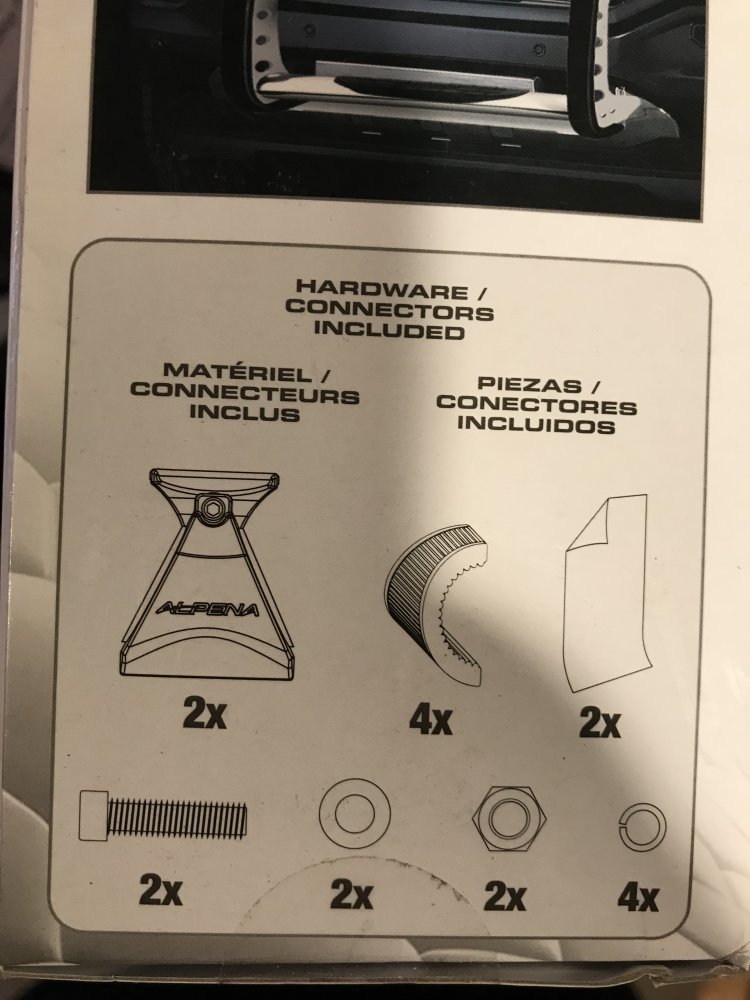 HARDWARE /
CONNECTORS
INCLUDED
MATÉRIEL /
CONNECTEURS
INCLUS
PIEZAS /
CONECTORES
INCLUIDOS
ALPENA
2x
4x
2x
2x
2x
2x
4x